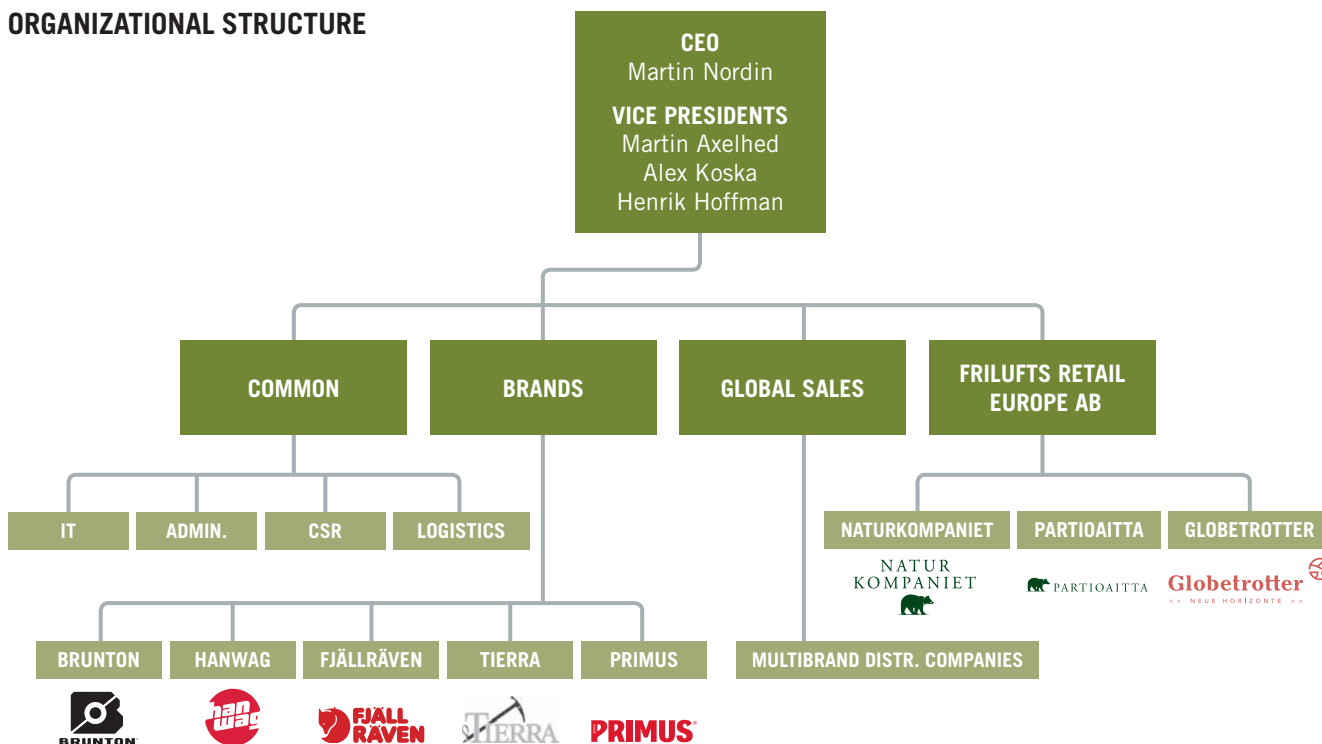 ORGANIZATIONAL STRUCTURE
CEO
Martin Nordin
VICE PRESIDENTS
Martin Axelhed
Alex Koska
Henrik Hoffman
COMMON
BRANDS
GLOBAL SALES
FRILUFTS RETAIL
EUROPE AB
IT
ADMIN.
CSR
LOGISTICS
NATURKOMPANIET
PARTIOAITTA
GLOBETROTTER
NATUR
KOMPANIET
PARTIOAITTA
Globetrotter
<< NEUE HORIZONTE >>
BRUNTON
HANWAG
FJÄLLRÄVEN
TIERRA
PRIMUS
MULTIBRAND DISTR. COMPANIES
BRUNTON
han
wag
FJÄLL
RÄVEN
TIERRA
PRIMUS